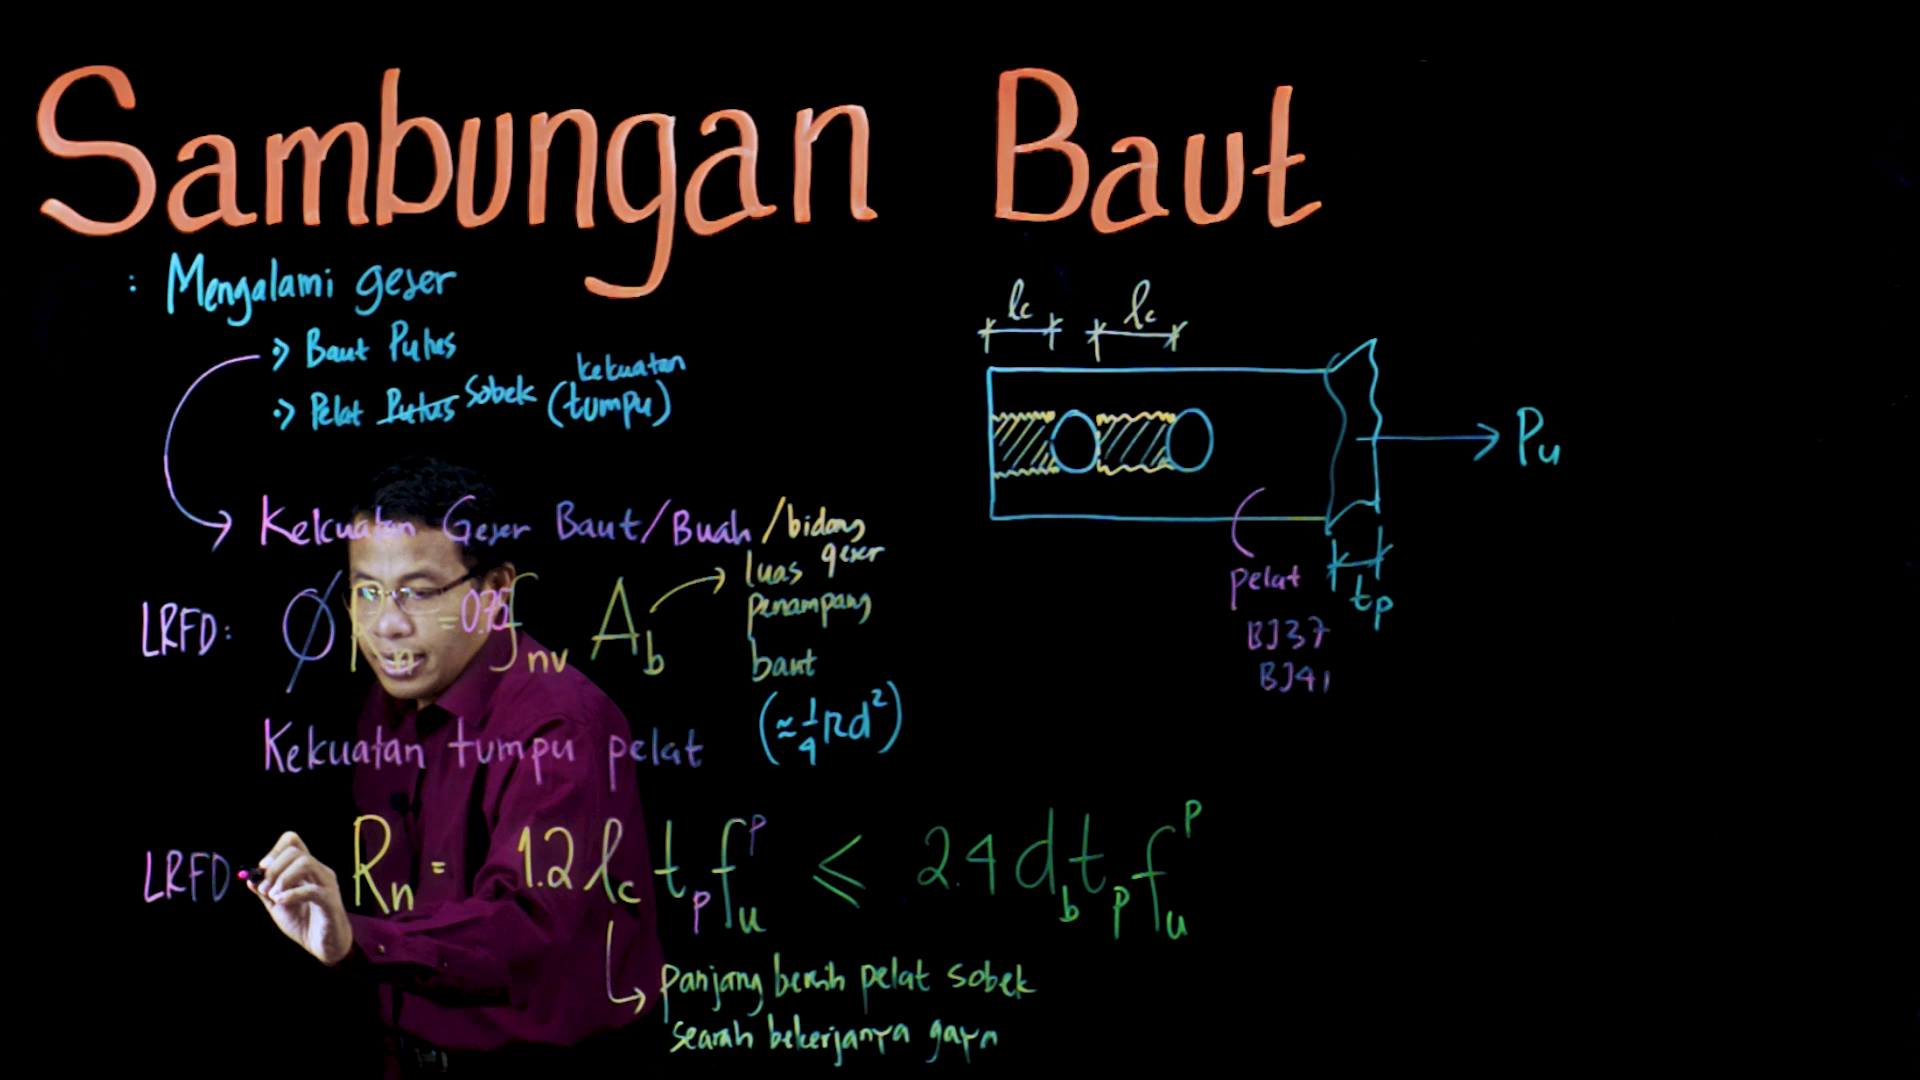 Sambungan Baut
: Mengalami geser
·> Baut Putus
·> Pelat Putus Sobek (kekuatan tumpu)
Kekuatan Geser Baut/Buah/bidang geser
LRFD: ϕ Rn = 0.75 fnv Ab
luas
penampang
baut
(≈ 1/4 πd²)
Kekuatan tumpu pelat
LRFD: Rn = 1.2 lc tp fu^p ≤ 2.4 db tp fu^p
panjang bersih pelat sobek
searah bekerjanya gaya
lc lc
Pu
tp
pelat
BJ37
BJ41